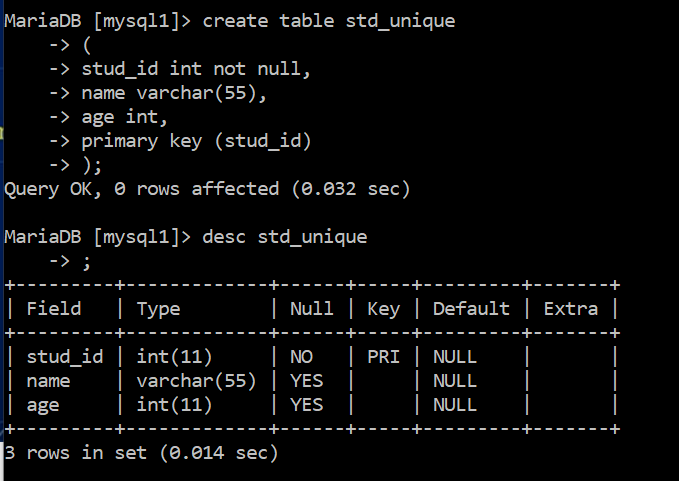 MariaDB [mysql1]> create table std_unique
    -> (
    -> stud_id int not null,
    -> name varchar(55),
    -> age int,
    -> primary key (stud_id)
    -> );
Query OK, 0 rows affected (0.032 sec)

MariaDB [mysql1]> desc std_unique
    -> ;
+---------+-------------+------+-----+---------+-------+
| Field   | Type        | Null | Key | Default | Extra |
+---------+-------------+------+-----+---------+-------+
| stud_id | int(11)     | NO   | PRI | NULL    |       |
| name    | varchar(55) | YES  |     | NULL    |       |
| age     | int(11)     | YES  |     | NULL    |       |
+---------+-------------+------+-----+---------+-------+
3 rows in set (0.014 sec)